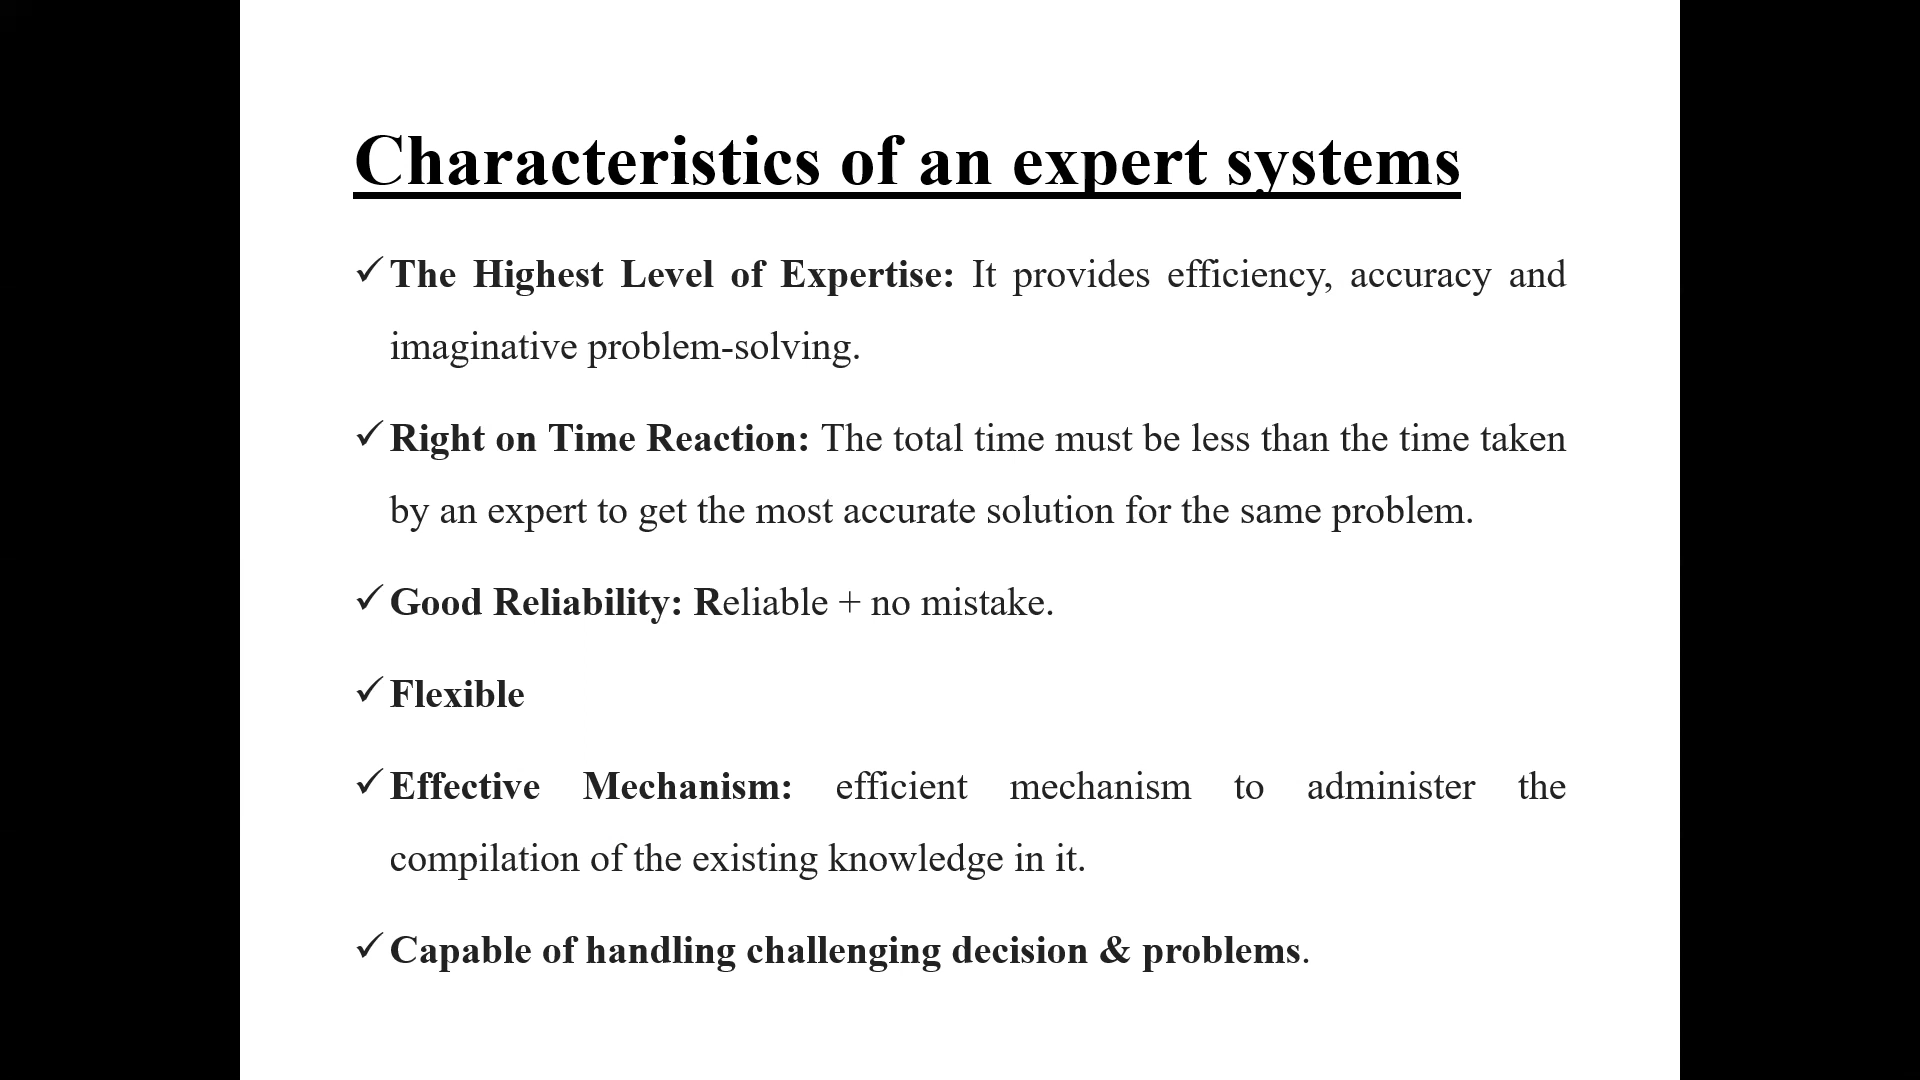 Characteristics of an expert systems
✓ The Highest Level of Expertise: It provides efficiency, accuracy and
imaginative problem-solving.
✓ Right on Time Reaction: The total time must be less than the time taken
by an expert to get the most accurate solution for the same problem.
✓ Good Reliability: Reliable + no mistake.
✓ Flexible
✓ Effective Mechanism: efficient mechanism to administer the
compilation of the existing knowledge in it.
✓ Capable of handling challenging decision & problems.